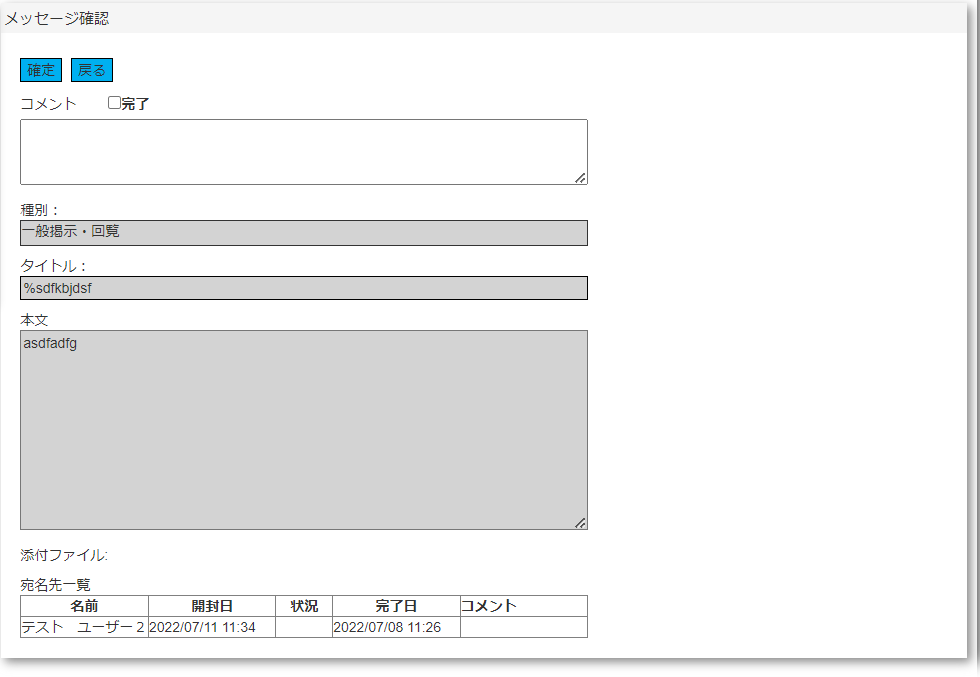 メッセージ確認
確定 戻る
コメント 完了
種別：
一般掲示・回覧
タイトル：
%sdfkbjdsf
本文
asdfadfg
添付ファイル:
宛名先一覧
名前 開封日 状況 完了日 コメント
テスト　ユーザー２ 2022/07/11 11:34 2022/07/08 11:26